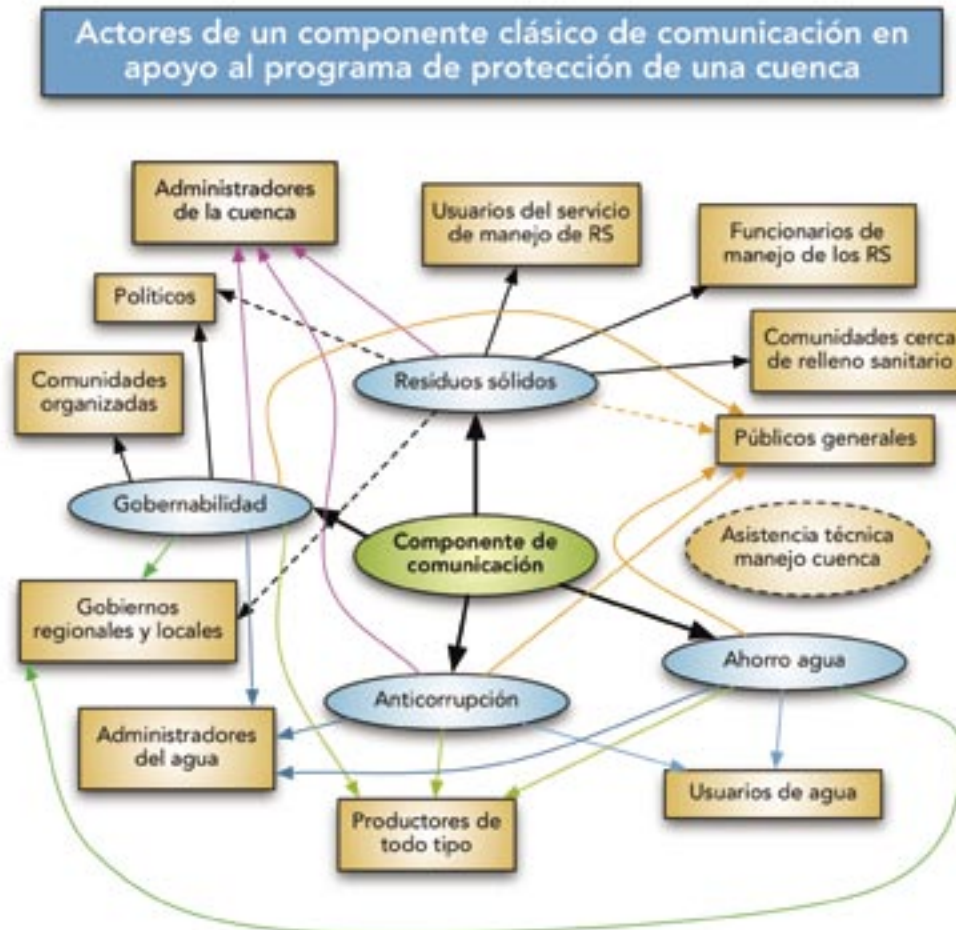 Actores de un componente clásico de comunicación en
apoyo al programa de protección de una cuenca
Administradores
de la cuenca
Usuarios del servicio
de manejo de RS
Funcionarios de
manejo de los RS
Políticos
Comunidades cerca
de relleno sanitario
Comunidades
organizadas
Residuos sólidos
Públicos generales
Gobernabilidad
Componente de
comunicación
Asistencia técnica
manejo cuenca
Gobiernos
regionales y locales
Ahorro agua
Anticorrupción
Administradores
del agua
Usuarios de agua
Productores de
todo tipo